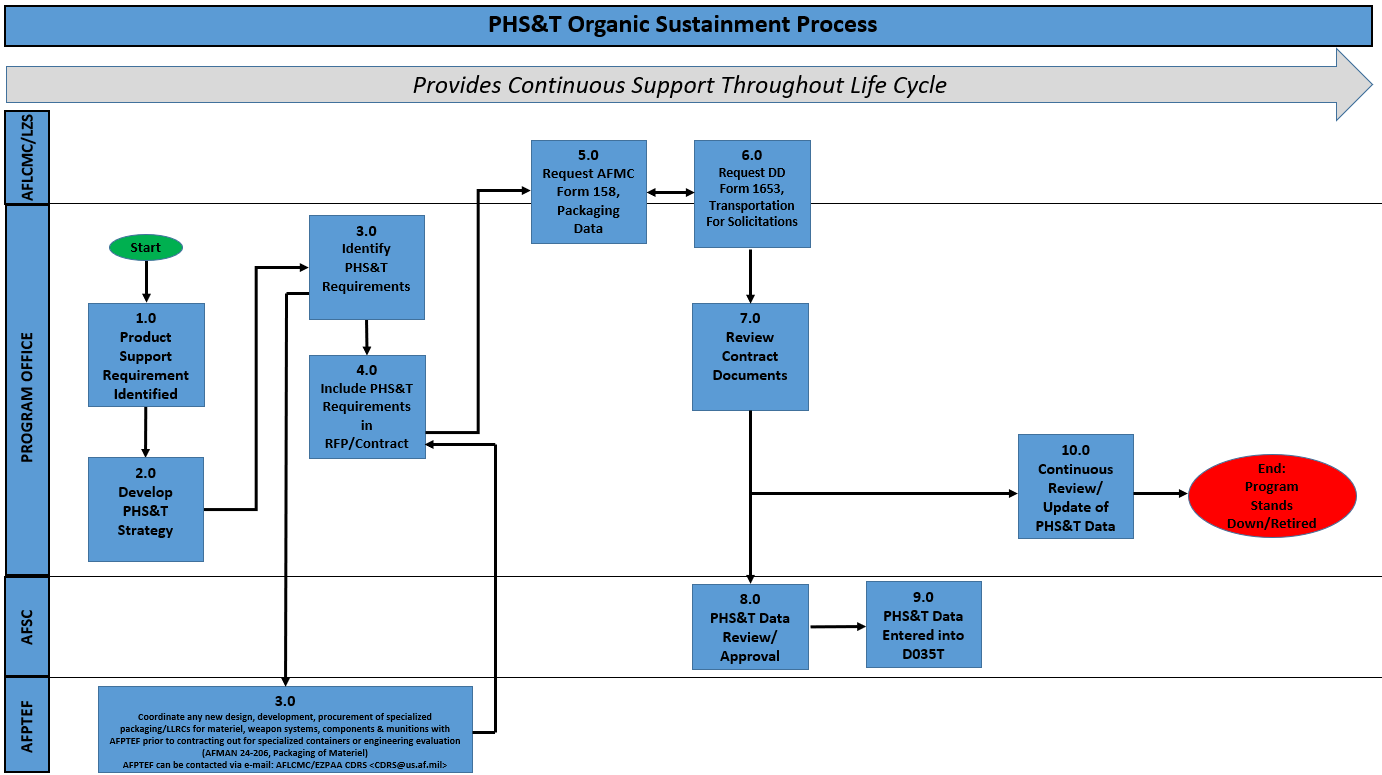 PHS&T Organic Sustainment Process
Provides Continuous Support Throughout Life Cycle
AFLCMC/LZS
5.0
Request AFMC
Form 158,
Packaging
Data
6.0
Request DD
Form 1653,
Transportation
For Solicitations
PROGRAM OFFICE
Start
1.0
Product
Support
Requirement
Identified
2.0
Develop
PHS&T
Strategy
3.0
Identify
PHS&T
Requirements
4.0
Include PHS&T
Requirements
in
RFP/Contract
7.0
Review
Contract
Documents
10.0
Continuous
Review/
Update of
PHS&T Data
End:
Program
Stands
Down/Retired
AFSC
8.0
PHS&T Data
Review/
Approval
9.0
PHS&T Data
Entered into
D035T
AFPTEF
3.0
Coordinate any new design, development, procurement of specialized
packaging/LLRCs for materiel, weapon systems, components & munitions with
AFPTEF prior to contracting out for specialized containers or engineering evaluation
(AFMAN 24-206, Packaging of Materiel)
AFPTEF can be contacted via e-mail: AFLCMC/EZPAA CDRS <CDRS@us.af.mil>